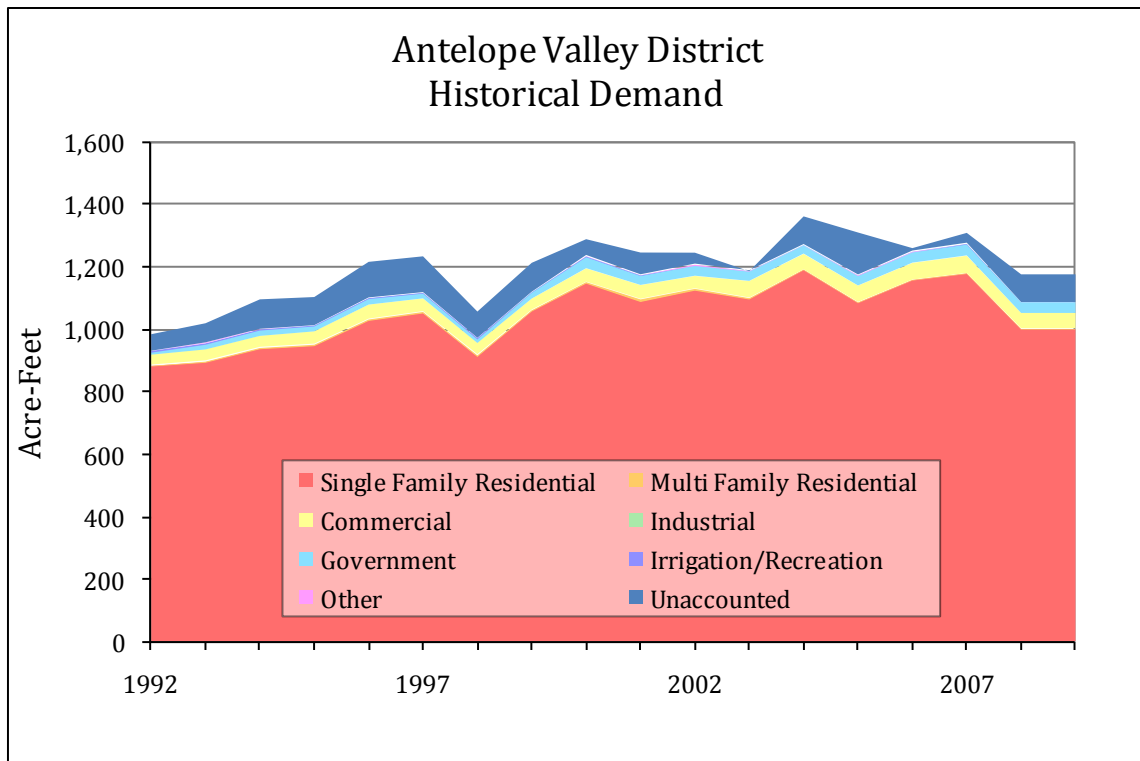 Antelope Valley District
Historical Demand
1,600
1,400
1,200
1,000
800
600
400
200
0
Acre-Feet
Single Family Residential
Multi Family Residential
Commercial
Industrial
Government
Irrigation/Recreation
Other
Unaccounted
1992
1997
2002
2007